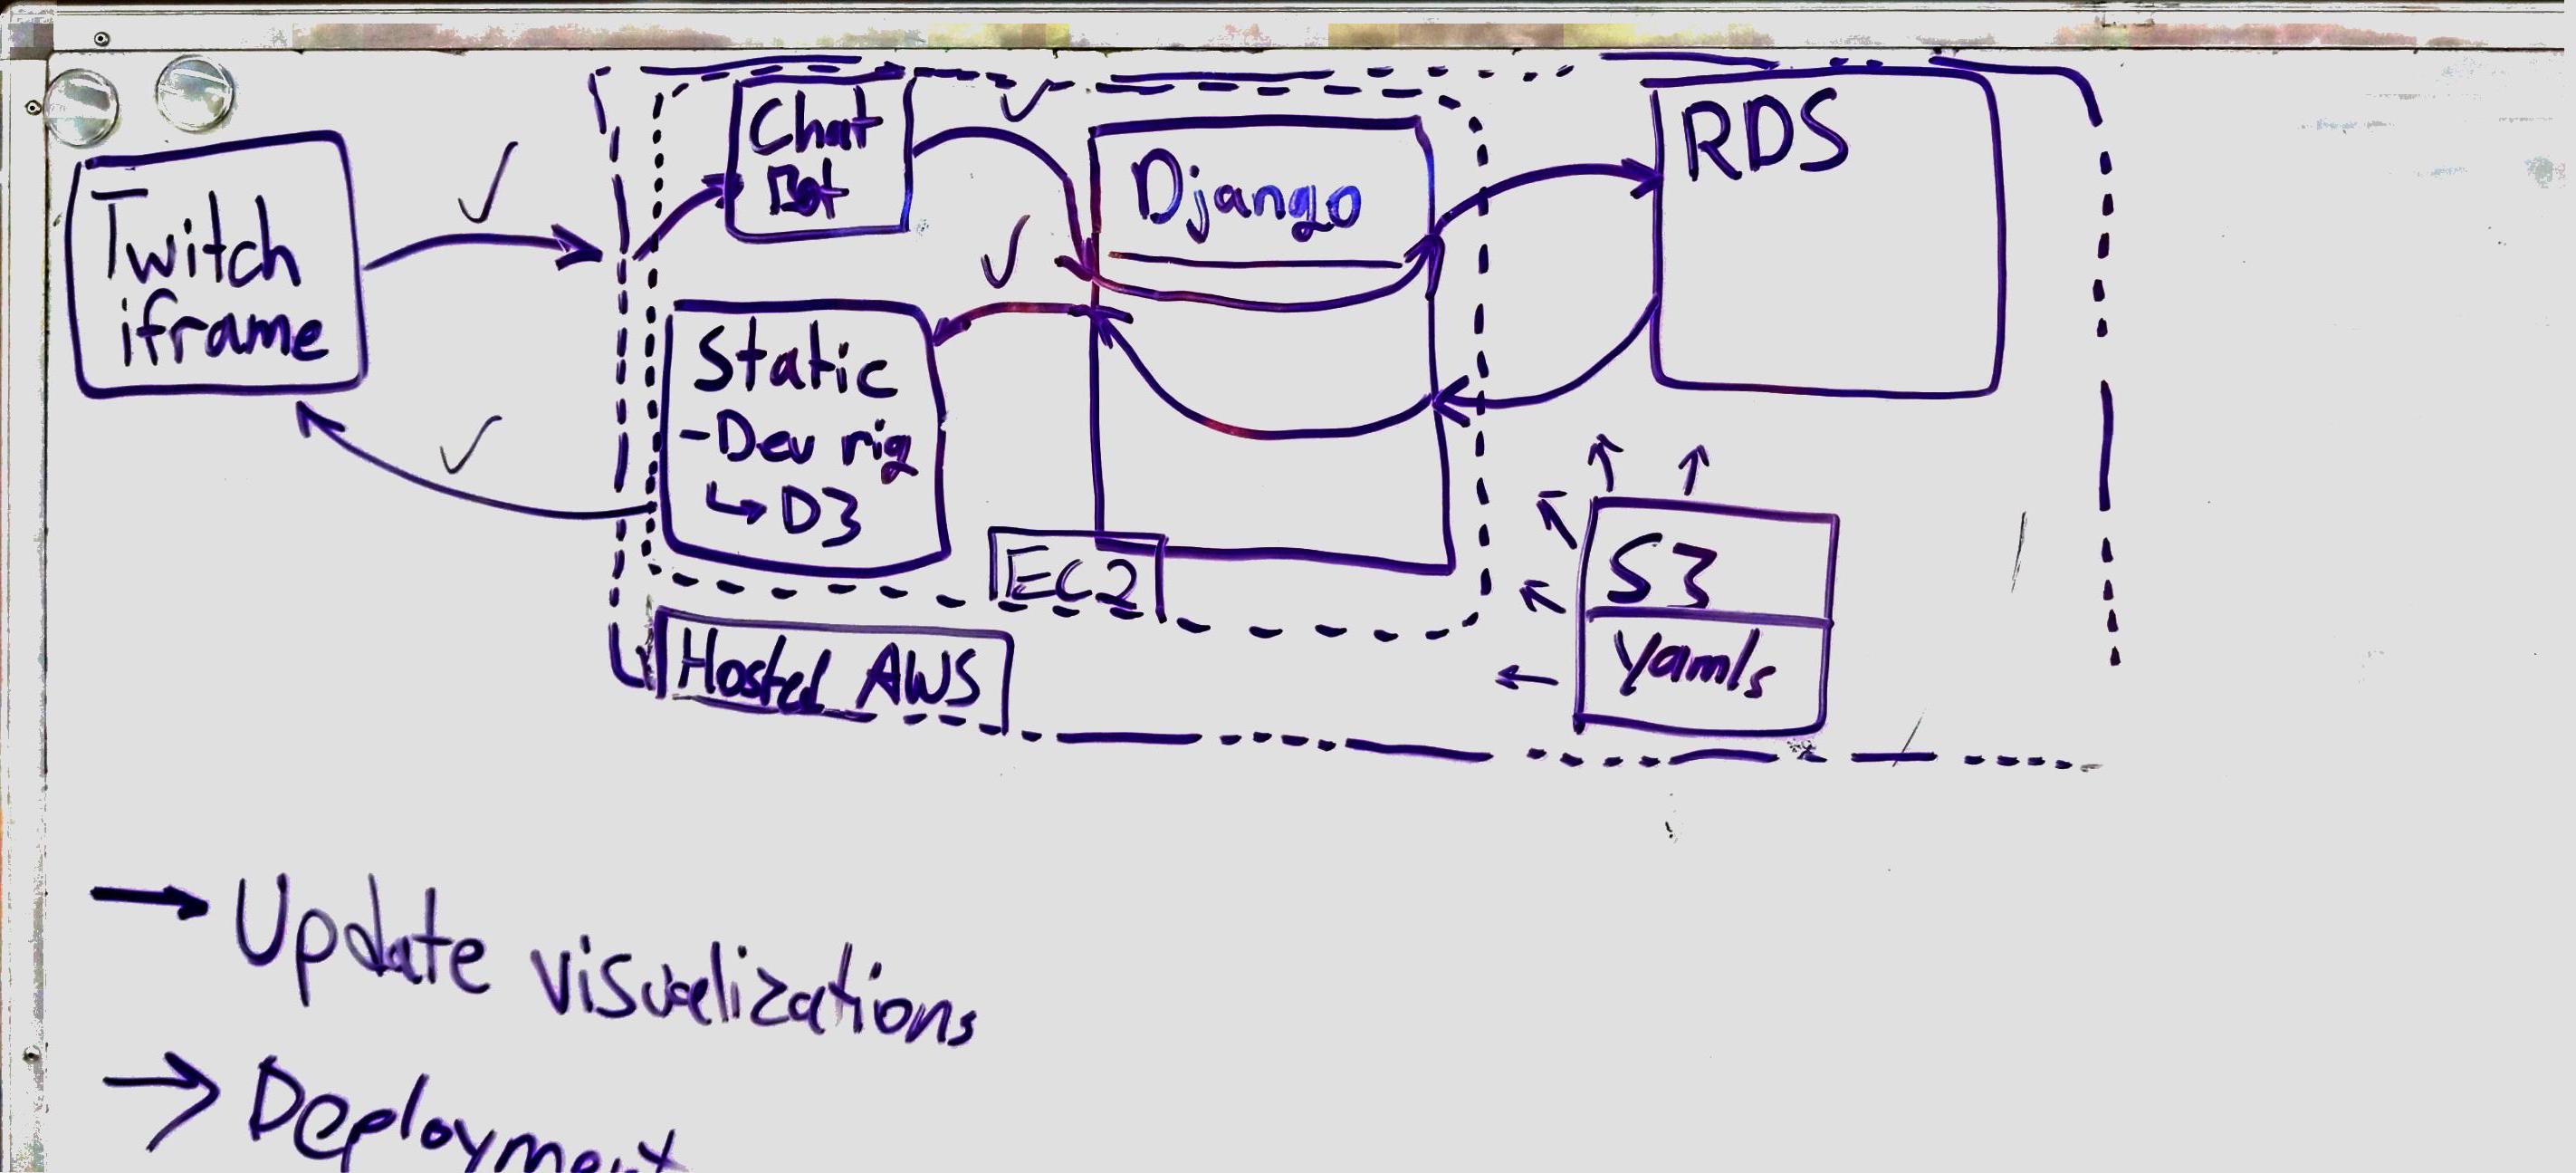 Twitch
iframe
Chat
Bot
Static
-Dev rig
↳ D3
Django
EC2
RDS
S3
Yamls
Hosted AWS
→ Update visualizations
→ Deployment